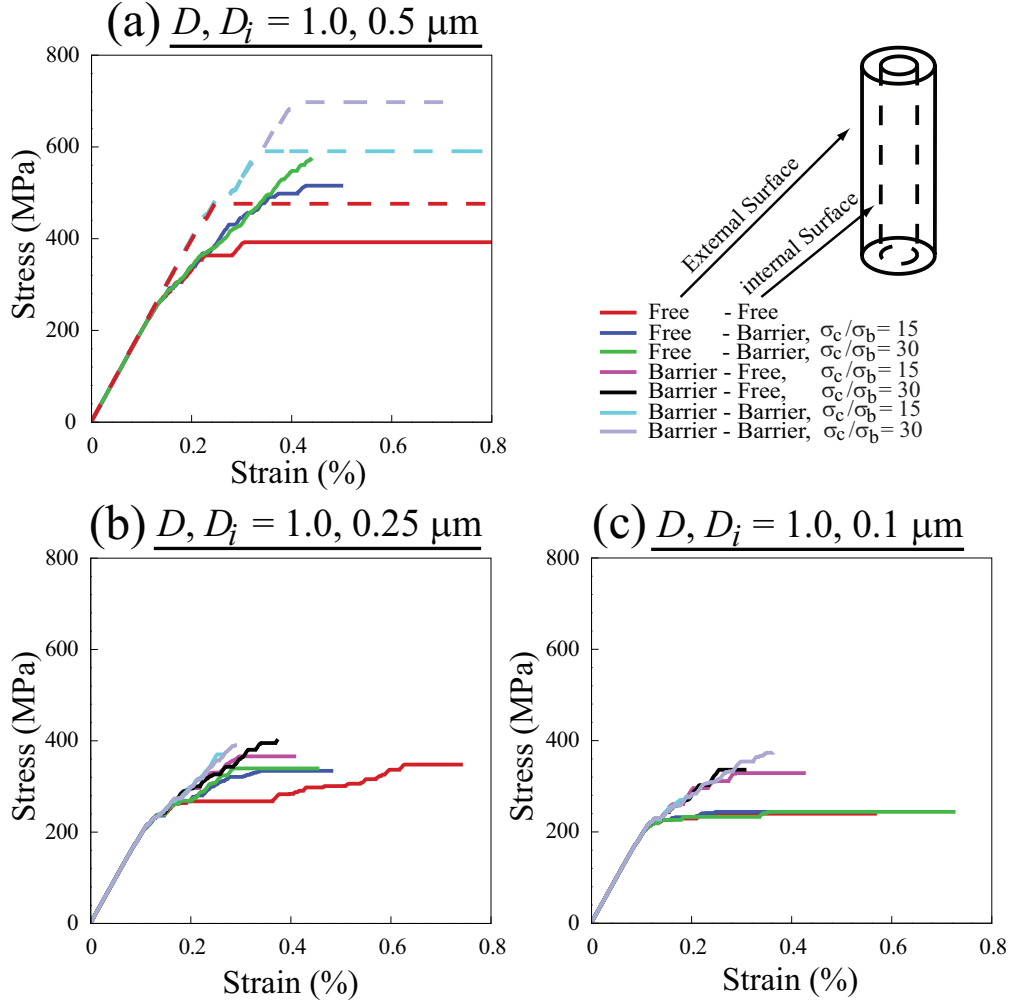 (a) D, Di = 1.0, 0.5 μm
800
600
400
200
0
Stress (MPa)
0 0.2 0.4 0.6 0.8
Strain (%)
External Surface
internal Surface
Free - Free
Free - Barrier, σc/σb = 15
Free - Barrier, σc/σb = 30
Barrier - Free, σc/σb = 15
Barrier - Free, σc/σb = 30
Barrier - Barrier, σc/σb = 15
Barrier - Barrier, σc/σb = 30
(b) D, Di = 1.0, 0.25 μm
800
600
400
200
0
Stress (MPa)
0 0.2 0.4 0.6 0.8
Strain (%)
(c) D, Di = 1.0, 0.1 μm
800
600
400
200
0
Stress (MPa)
0 0.2 0.4 0.6 0.8
Strain (%)